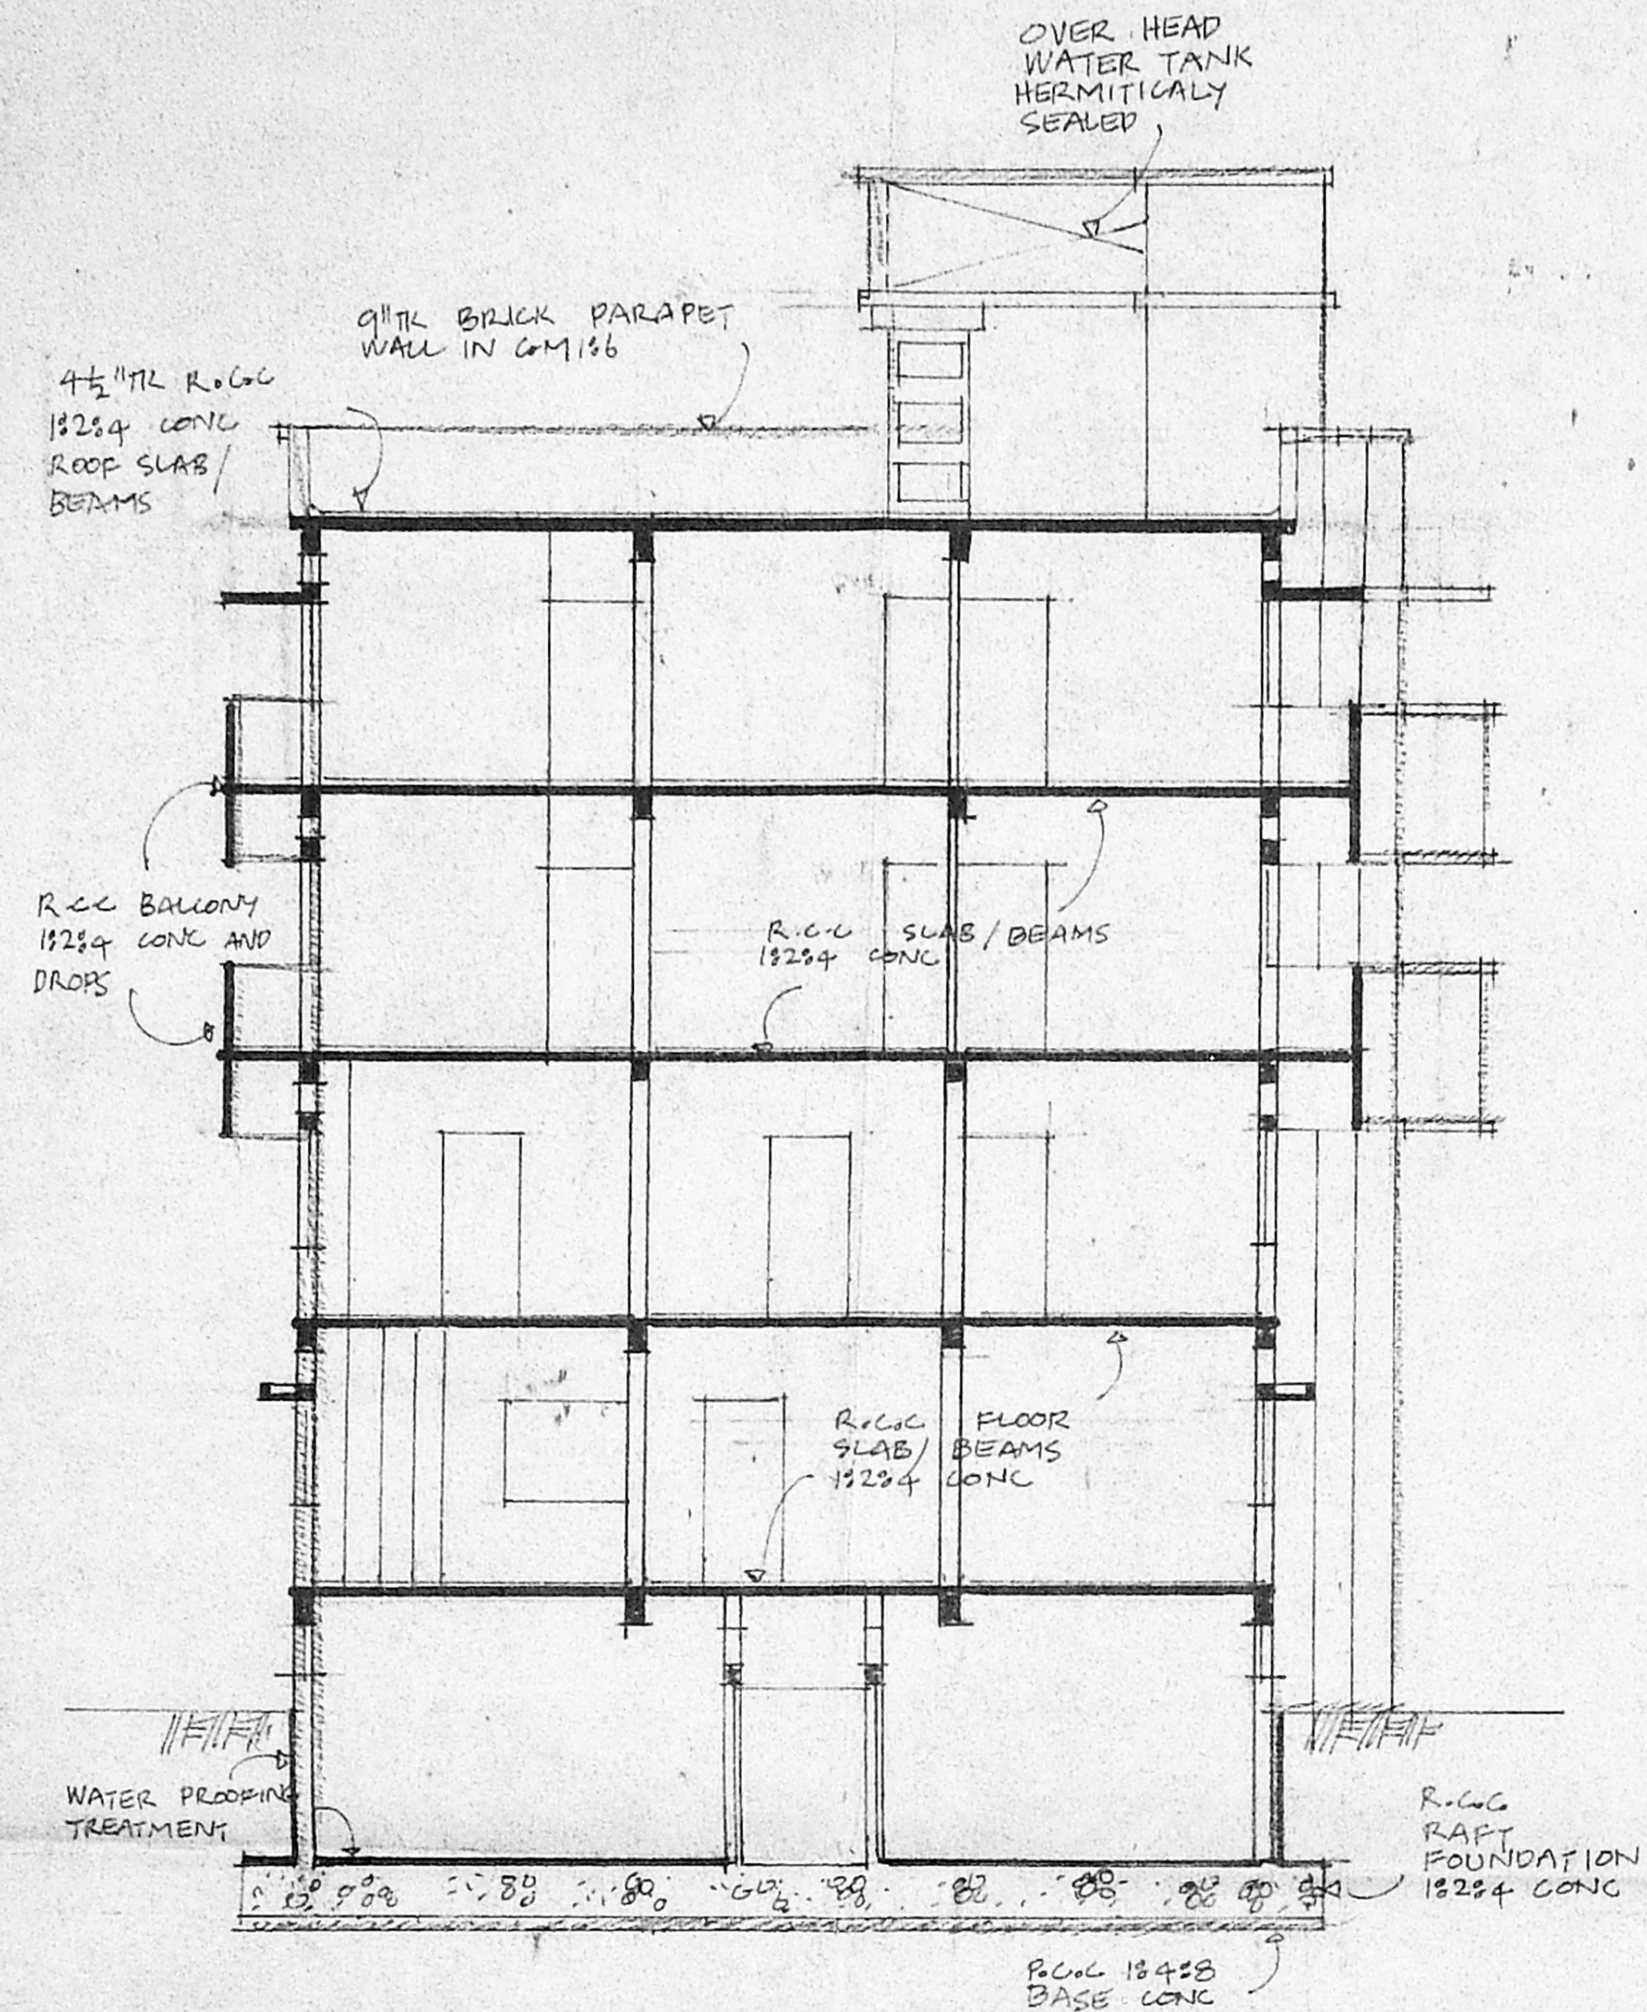 OVER HEAD
WATER TANK
HERMITICALY
SEALED
9"TK BRICK PARAPET
WALL IN C.M 1:6
4½"TK R.C.C
1:2:4 CONC
ROOF SLAB/
BEAMS
RCC BALCONY
1:2:4 CONC AND
DROPS
R.C.C SLAB/BEAMS
1:2:4 CONC
R.C.C FLOOR
SLAB/ BEAMS
1:2:4 CONC
WATER PROOFING
TREATMENT
R.C.C
RAFT
FOUNDATION
1:2:4 CONC
P.C.C 1:4:8
BASE CONC